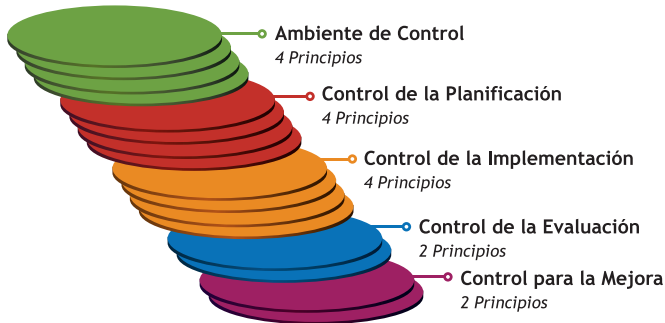 Ambiente de Control
4 Principios
Control de la Planificación
4 Principios
Control de la Implementación
4 Principios
Control de la Evaluación
2 Principios
Control para la Mejora
2 Principios